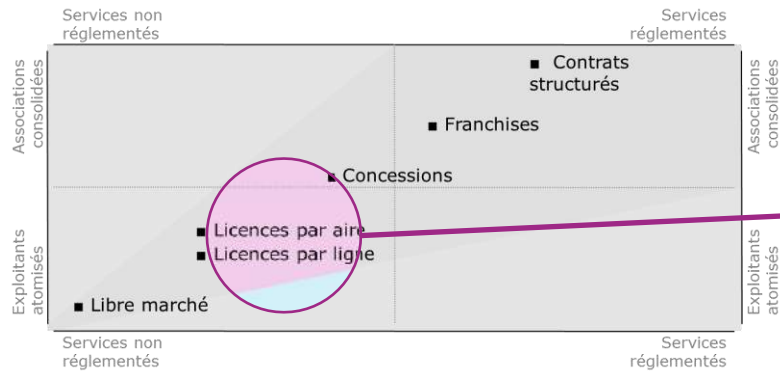 Services non
réglementés
Services
réglementés
Associations
consolidées
Exploitants
atomisés
■ Contrats
structurés
■ Franchises
■ Concessions
■ Licences par aire
■ Licences par ligne
■ Libre marché
Associations
consolidées
Exploitants
atomisés
Services non
réglementés
Services
réglementés